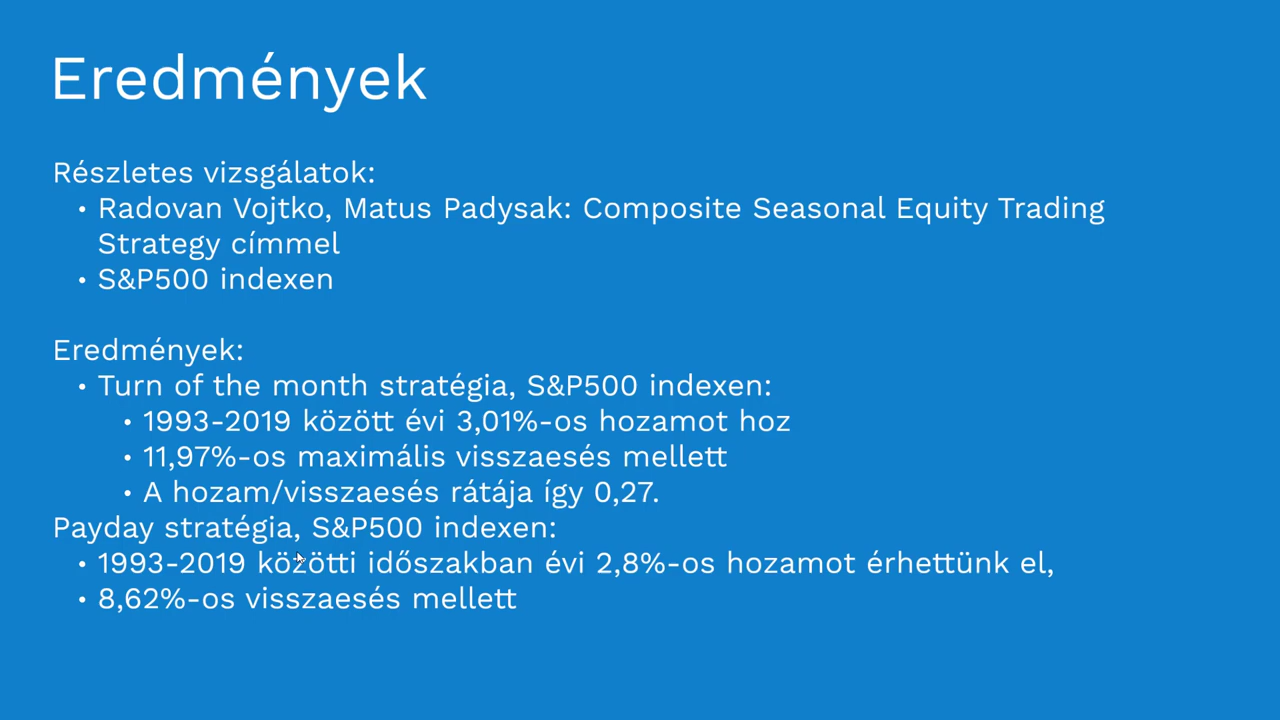 Eredmények
Részletes vizsgálatok:
• Radovan Vojtko, Matus Padysak: Composite Seasonal Equity Trading
Strategy címmel
• S&P500 indexen
Eredmények:
• Turn of the month stratégia, S&P500 indexen:
• 1993-2019 között évi 3,01%-os hozamot hoz
• 11,97%-os maximális visszaesés mellett
• A hozam/visszaesés rátája így 0,27.
Payday stratégia, S&P500 indexen:
• 1993-2019 közötti időszakban évi 2,8%-os hozamot érhettünk el,
• 8,62%-os visszaesés mellett